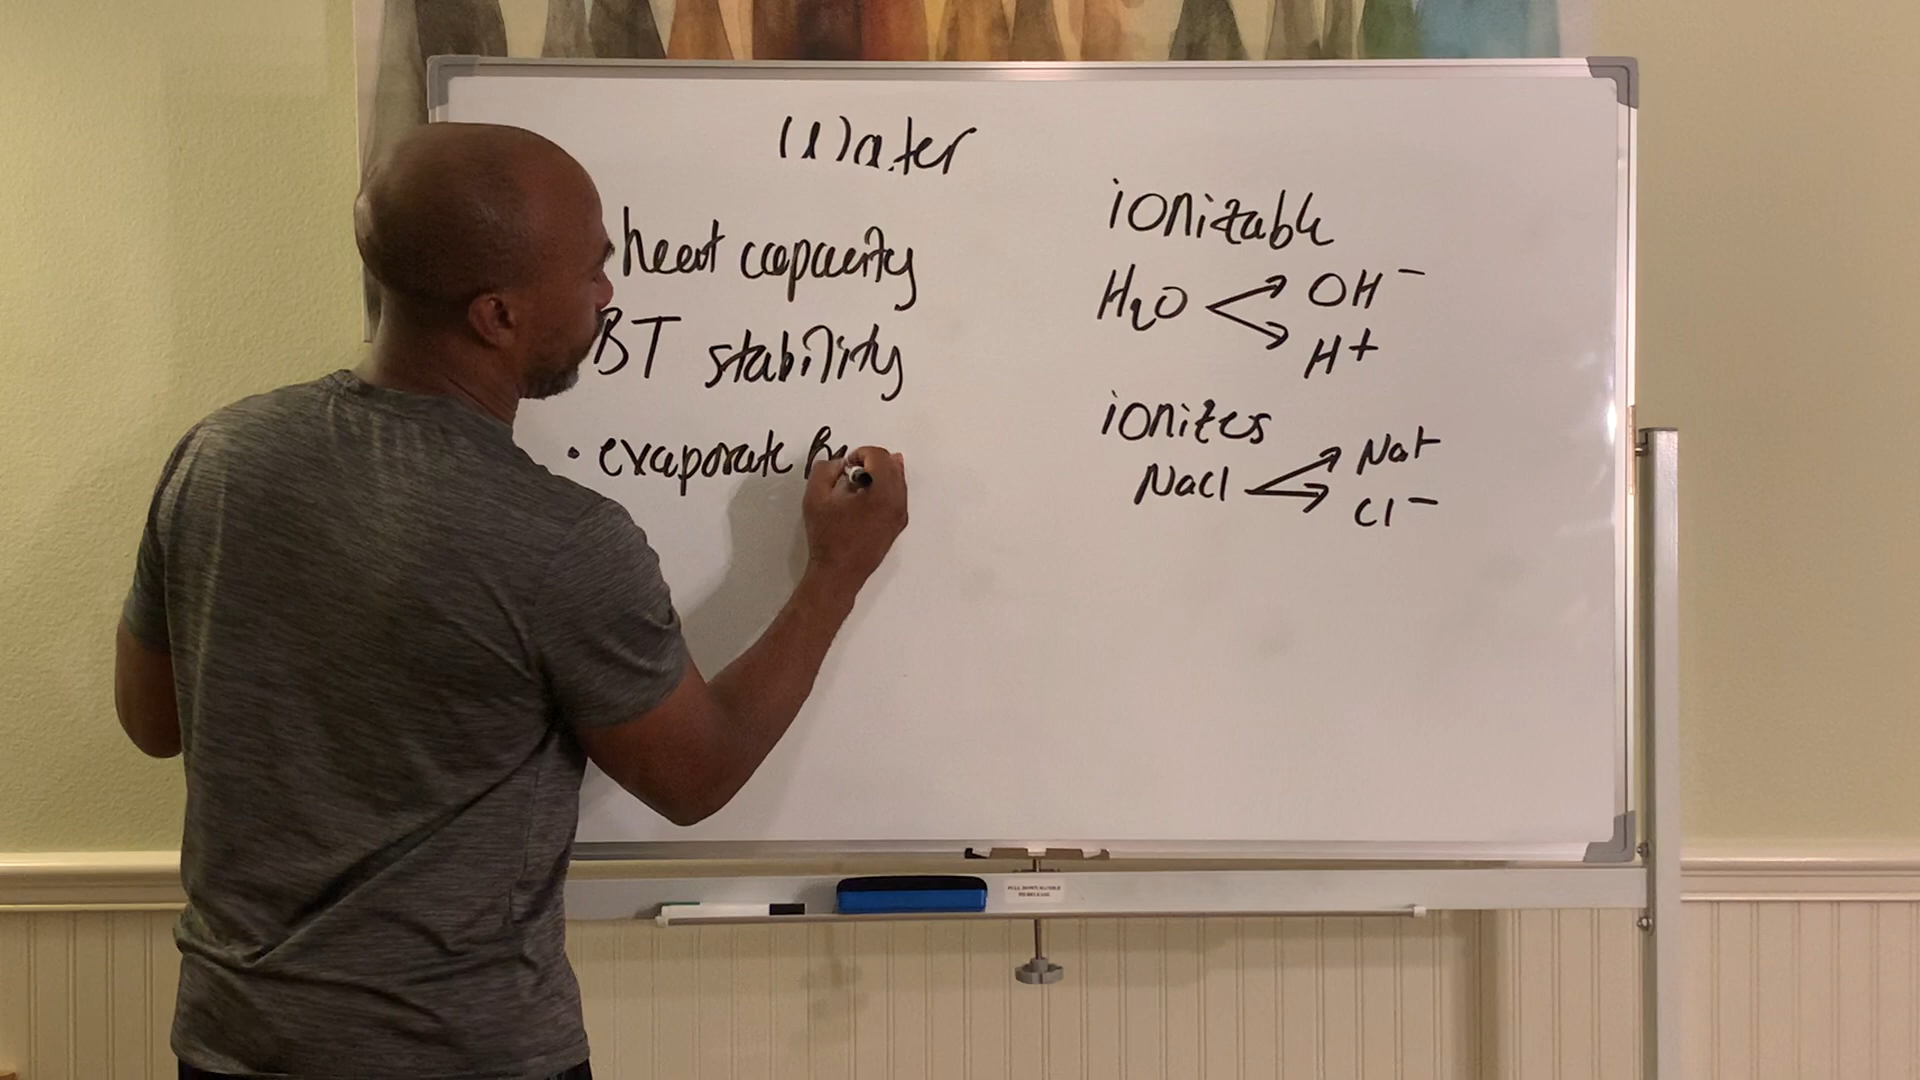 Water
heat capacity
BT stability
• evaporate
ionizable
H₂O OH⁻
H⁺
ionizes
NaCl Na⁺
Cl⁻